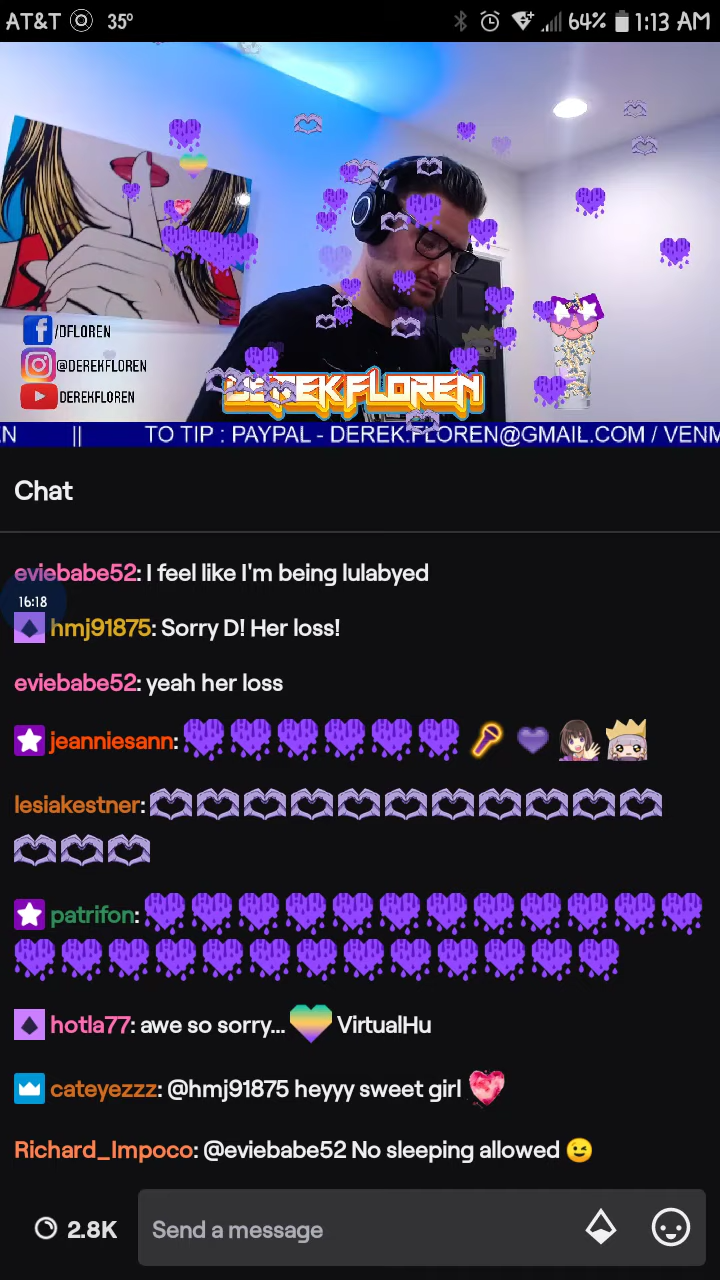 AT&T 35° 64% 1:13 AM
/DFLOREN
@DEREKFLOREN
DEREKFLOREN
DEREKFLOREN
N || TO TIP : PAYPAL - DEREK.FLOREN@GMAIL.COM / VENM
Chat
eviebabe52: I feel like I'm being lulabyed
16:18
hmj91875: Sorry D! Her loss!
eviebabe52: yeah her loss
jeanniesann:
lesiakestner:
patrifon:
hotla77: awe so sorry... VirtualHu
cateyezzz: @hmj91875 heyyy sweet girl
Richard_Impoco: @eviebabe52 No sleeping allowed 😉
2.8K Send a message